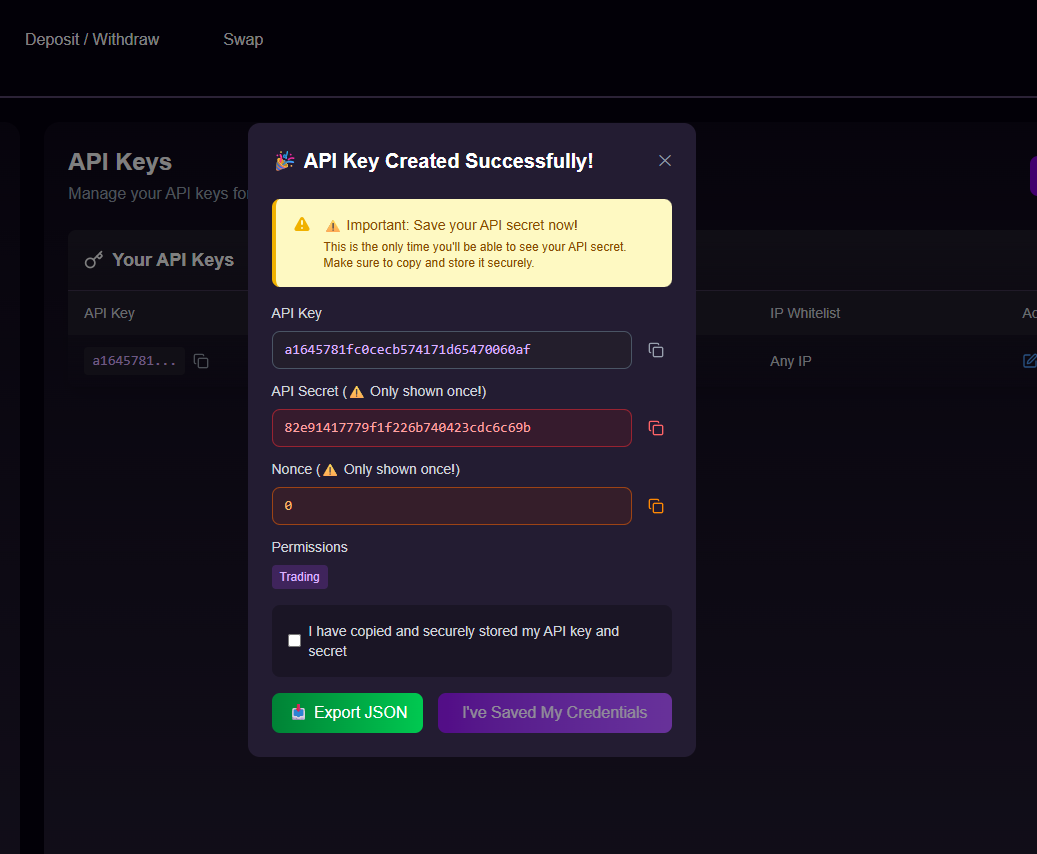 Deposit / Withdraw
Swap
API Keys
Manage your API keys for
Your API Keys
API Key
IP Whitelist
a1645781...
Any IP
🎉 API Key Created Successfully!
⚠️ Important: Save your API secret now!
This is the only time you'll be able to see your API secret.
Make sure to copy and store it securely.
API Key
a1645781fc0cecb574171d65470060af
API Secret (⚠️ Only shown once!)
82e91417779f1f226b740423cdc6c69b
Nonce (⚠️ Only shown once!)
0
Permissions
Trading
I have copied and securely stored my API key and
secret
📥 Export JSON
I've Saved My Credentials